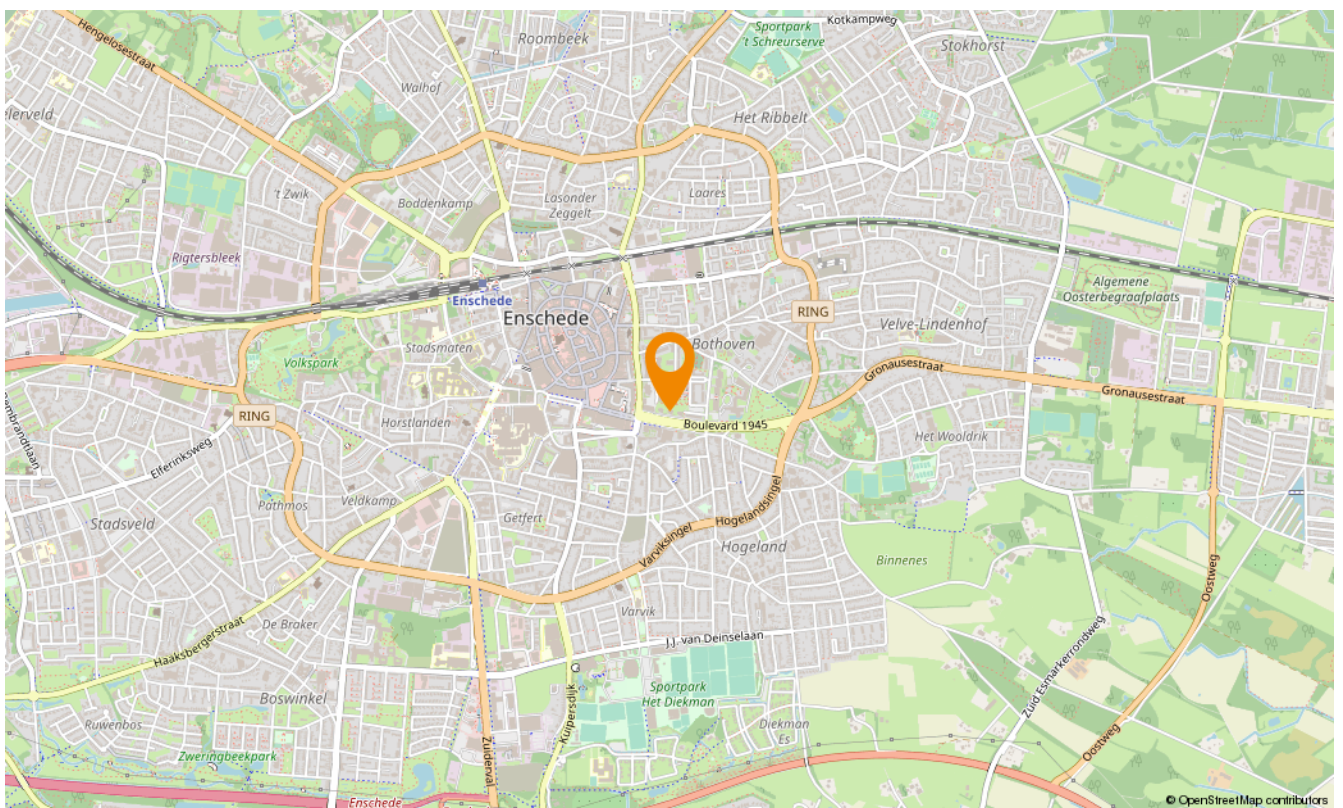 Kotkampweg
Hengelosestraat
Roombeek
Sportpark
't Schreurserve
Stokhorst
Walhof
elerveld
Het Ribbelt
't Zwik
Boddenkamp
Lasonder
Zeggelt
Laares
Rigtersbleek
Algemene
Oosterbegraafplaats
Enschede
Enschede
RING
Velve-Lindenhof
Stadsmaten
Bothoven
Volkspark
Gronausestraat
Gronausestraat
Rembrandtlaan
RING
Horstlanden
Boulevard 1945
Het Wooldrik
Elferinksweg
Pathmos
Veldkamp
Stadsveld
Getfert
Hogelandsingel
Varviksingel
Hogeland
Binnenes
Oostweg
Varvik
De Braker
J.J. van Deinselaan
Haaksbergerstraat
Zuid Esmarkerrondweg
Boswinkel
Sportpark
Het Diekman
Kuipersdijk
Ruwenbos
Diekman
Es
Zweringbeekpark
Zuiderval
Oostweg
Enschede
© OpenStreetMap contributors